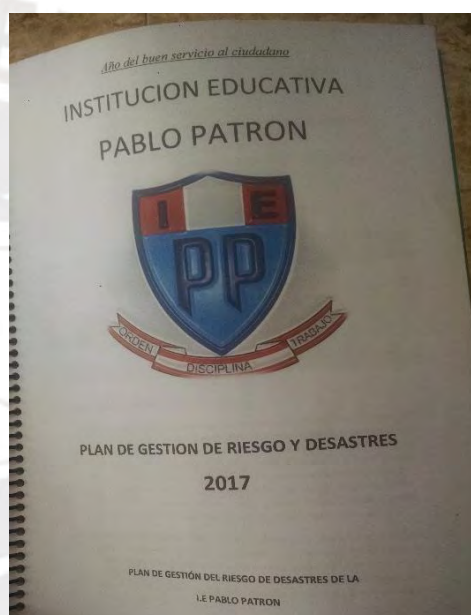 Año del buen servicio al ciudadano
INSTITUCION EDUCATIVA
PABLO PATRON
I E
PP
ORDEN DISCIPLINA TRABAJO
PLAN DE GESTION DE RIESGO Y DESASTRES
2017
PLAN DE GESTIÓN DEL RIESGO DE DESASTRES DE LA
I.E PABLO PATRON